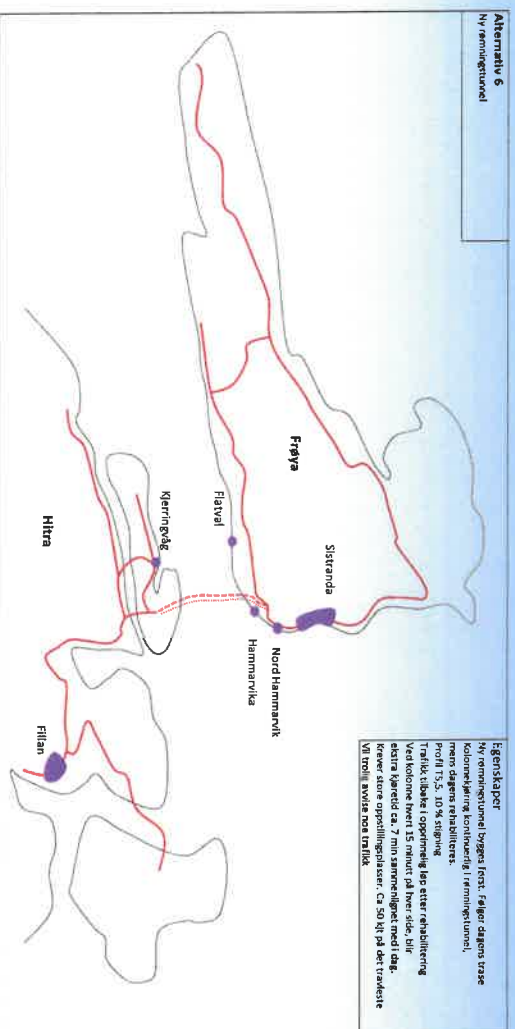 Alternativ 6
Ny rømningstunnel
Egenskaper
Ny rømningstunnel bygges først. Følger dagens trase
Kolonnekjøring kontinuerlig i rømningstunnel,
mens dagens rehabiliteres.
Profil T5,5. 10 % stigning
Trafikk tilbake i opprinnelig løp etter rehabilitering
Ved kolonne hvert 15 minutt på hver side, blir
ekstra kjøretid ca. 7 min sammenlignet med i dag.
Krever store oppstillingsplasser. Ca 50 kjt på det travleste
Vil trolig avvise noe trafikk
Frøya
Sistranda
Flatval
Nord Hammarvik
Hammarvika
Kjerringvåg
Hitra
Fillan